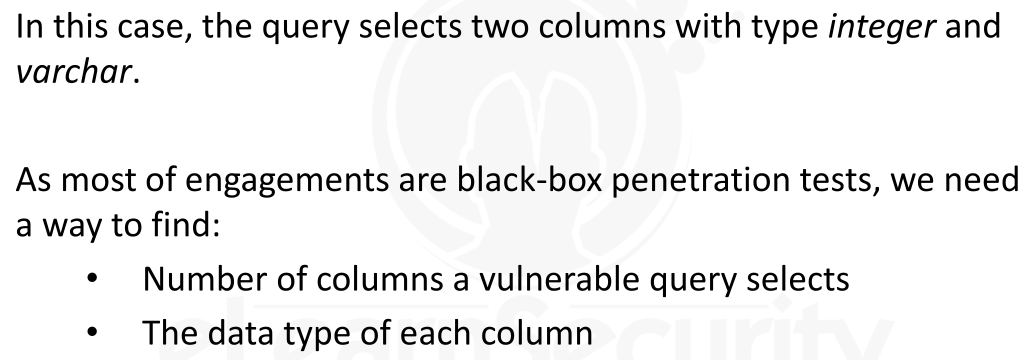 In this case, the query selects two columns with type integer and
varchar.
As most of engagements are black-box penetration tests, we need
a way to find:
• Number of columns a vulnerable query selects
• The data type of each column
eLearnSecurity